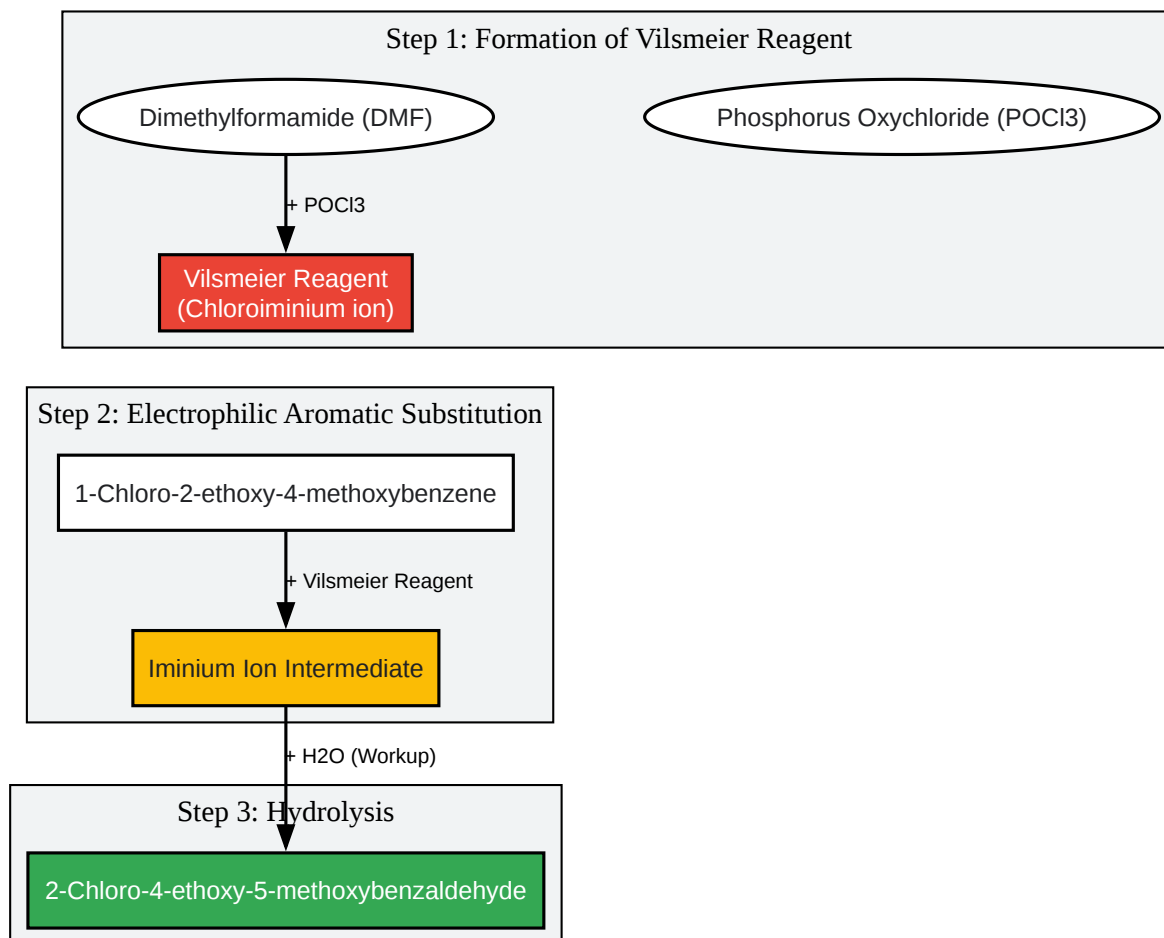 Step 1: Formation of Vilsmeier Reagent
Dimethylformamide (DMF)
Phosphorus Oxychloride (POCl3)
+ POCl3
Vilsmeier Reagent
(Chloroiminium ion)
Step 2: Electrophilic Aromatic Substitution
1-Chloro-2-ethoxy-4-methoxybenzene
+ Vilsmeier Reagent
Iminium Ion Intermediate
+ H2O (Workup)
Step 3: Hydrolysis
2-Chloro-4-ethoxy-5-methoxybenzaldehyde